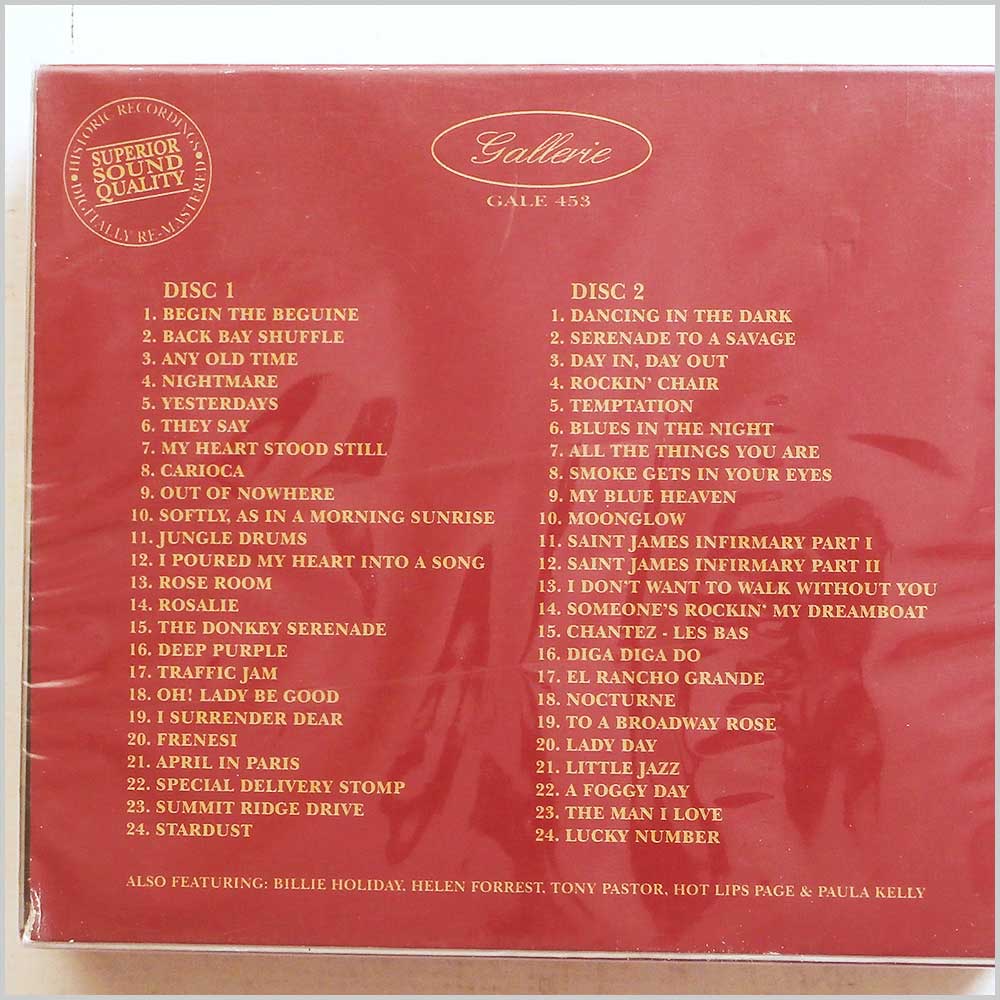 HISTORIC RECORDINGS
SUPERIOR
SOUND
QUALITY
DIGITALLY RE-MASTERED
Gallerie
GALE 453
DISC 1
1. BEGIN THE BEGUINE
2. BACK BAY SHUFFLE
3. ANY OLD TIME
4. NIGHTMARE
5. YESTERDAYS
6. THEY SAY
7. MY HEART STOOD STILL
8. CARIOCA
9. OUT OF NOWHERE
10. SOFTLY, AS IN A MORNING SUNRISE
11. JUNGLE DRUMS
12. I POURED MY HEART INTO A SONG
13. ROSE ROOM
14. ROSALIE
15. THE DONKEY SERENADE
16. DEEP PURPLE
17. TRAFFIC JAM
18. OH! LADY BE GOOD
19. I SURRENDER DEAR
20. FRENESI
21. APRIL IN PARIS
22. SPECIAL DELIVERY STOMP
23. SUMMIT RIDGE DRIVE
24. STARDUST
DISC 2
1. DANCING IN THE DARK
2. SERENADE TO A SAVAGE
3. DAY IN, DAY OUT
4. ROCKIN' CHAIR
5. TEMPTATION
6. BLUES IN THE NIGHT
7. ALL THE THINGS YOU ARE
8. SMOKE GETS IN YOUR EYES
9. MY BLUE HEAVEN
10. MOONGLOW
11. SAINT JAMES INFIRMARY PART I
12. SAINT JAMES INFIRMARY PART II
13. I DON'T WANT TO WALK WITHOUT YOU
14. SOMEONE'S ROCKIN' MY DREAMBOAT
15. CHANTEZ - LES BAS
16. DIGA DIGA DO
17. EL RANCHO GRANDE
18. NOCTURNE
19. TO A BROADWAY ROSE
20. LADY DAY
21. LITTLE JAZZ
22. A FOGGY DAY
23. THE MAN I LOVE
24. LUCKY NUMBER
ALSO FEATURING: BILLIE HOLIDAY, HELEN FORREST, TONY PASTOR, HOT LIPS PAGE & PAULA KELLY